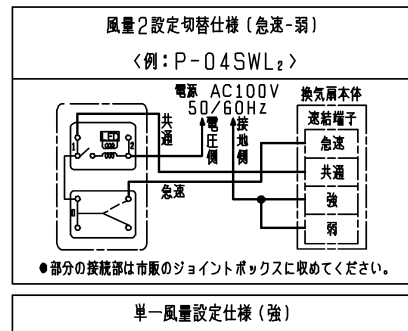 風量2設定切替仕様（急速-弱）
〈例：P-04SWL₂〉
電源 AC100V
50/60Hz
換気扇本体
速結端子
共通
電圧側
接地側
LED
1
2
急速
急速
共通
強
弱
●部分の接続部は市販のジョイントボックスに収めてください。
単一風量設定仕様（強）